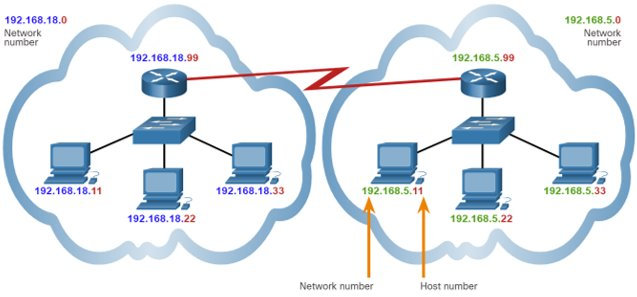 192.168.18.0
Network
number
192.168.5.0
Network
number
192.168.18.99
192.168.5.99
192.168.18.11
192.168.18.33
192.168.18.22
192.168.5.11
192.168.5.33
192.168.5.22
Network number
Host number